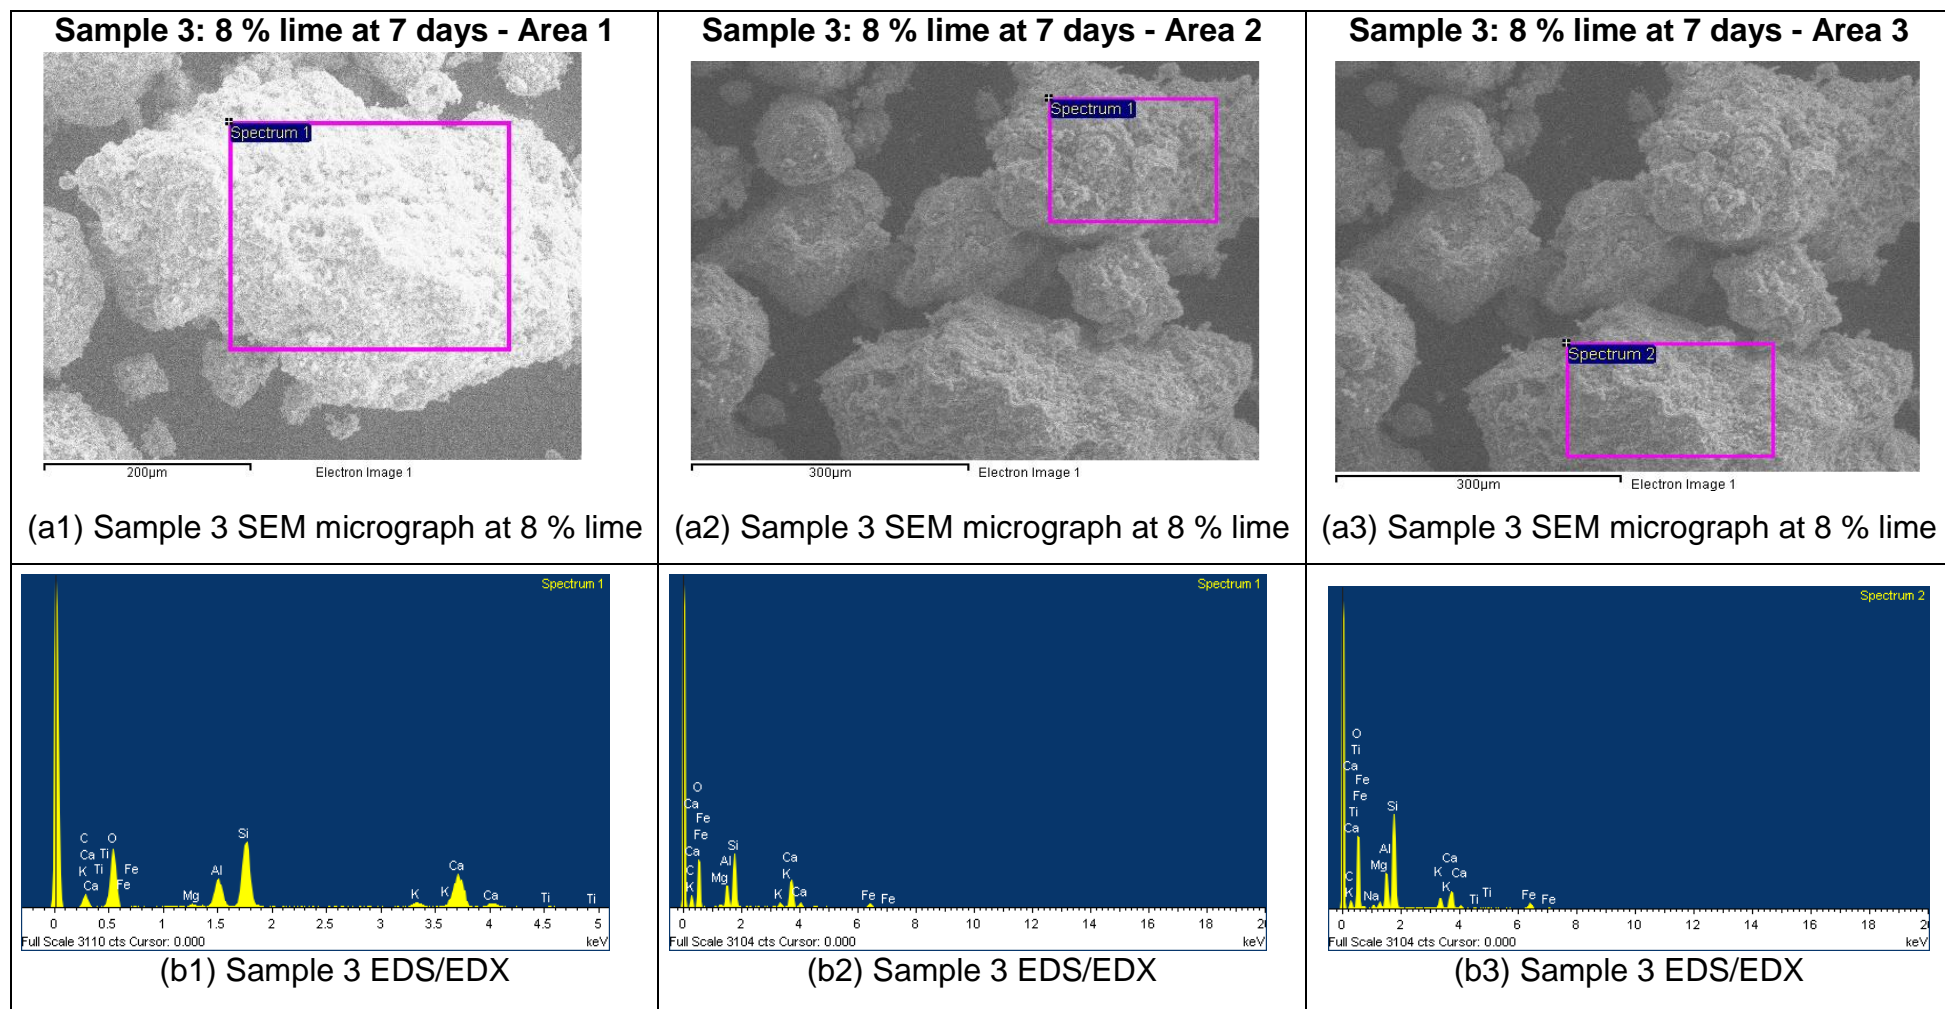 Sample 3: 8 % lime at 7 days - Area 1
Spectrum 1
200µm
Electron Image 1
(a1) Sample 3 SEM micrograph at 8 % lime
Sample 3: 8 % lime at 7 days - Area 2
Spectrum 1
300µm
Electron Image 1
(a2) Sample 3 SEM micrograph at 8 % lime
Sample 3: 8 % lime at 7 days - Area 3
Spectrum 2
300µm
Electron Image 1
(a3) Sample 3 SEM micrograph at 8 % lime
Spectrum 1
C O
Ca Ti
K Ti Fe
Ca Fe
Mg
Al
Si
K
K
Ca
Ca
Ti
Ti
0 0.5 1 1.5 2 2.5 3 3.5 4 4.5 5
Full Scale 3110 cts Cursor: 0.000 keV
(b1) Sample 3 EDS/EDX
Spectrum 1
O
Ca
Fe
Fe
Ca
C
K
Mg
Al
Si
K
Ca
K
Ca
Fe
Fe
0 2 4 6 8 10 12 14 16 18 2
Full Scale 3104 cts Cursor: 0.000 keV
(b2) Sample 3 EDS/EDX
Spectrum 2
O
Ti
Ca
Fe
Fe
Ti
Ca
C
K
Na
Mg
Al
Si
K
K
Ca
Ca
Ti
Ti
Fe
Fe
0 2 4 6 8 10 12 14 16 18 2
Full Scale 3104 cts Cursor: 0.000 keV
(b3) Sample 3 EDS/EDX